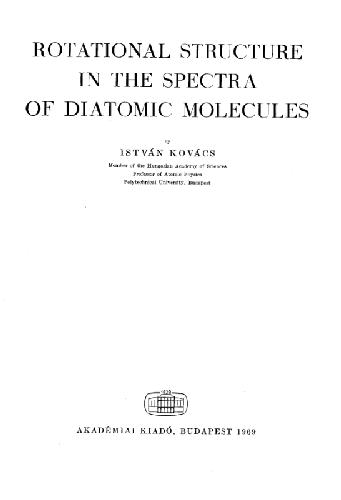 ROTATIONAL STRUCTURE
IN THE SPECTRA
OF DIATOMIC MOLECULES
by
ISTVÁN KOVÁCS
Member of the Hungarian Academy of Sciences
Professor of Atomic Physics
Polytechnical University, Budapest
AKADÉMIAI KIADÓ, BUDAPEST 1969